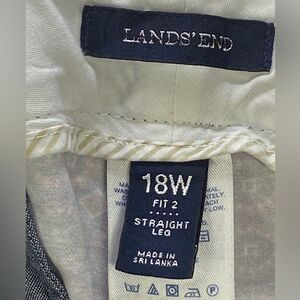 LANDS' END
18W
FIT 2
STRAIGHT
LEG
MADE IN
SRI LANKA